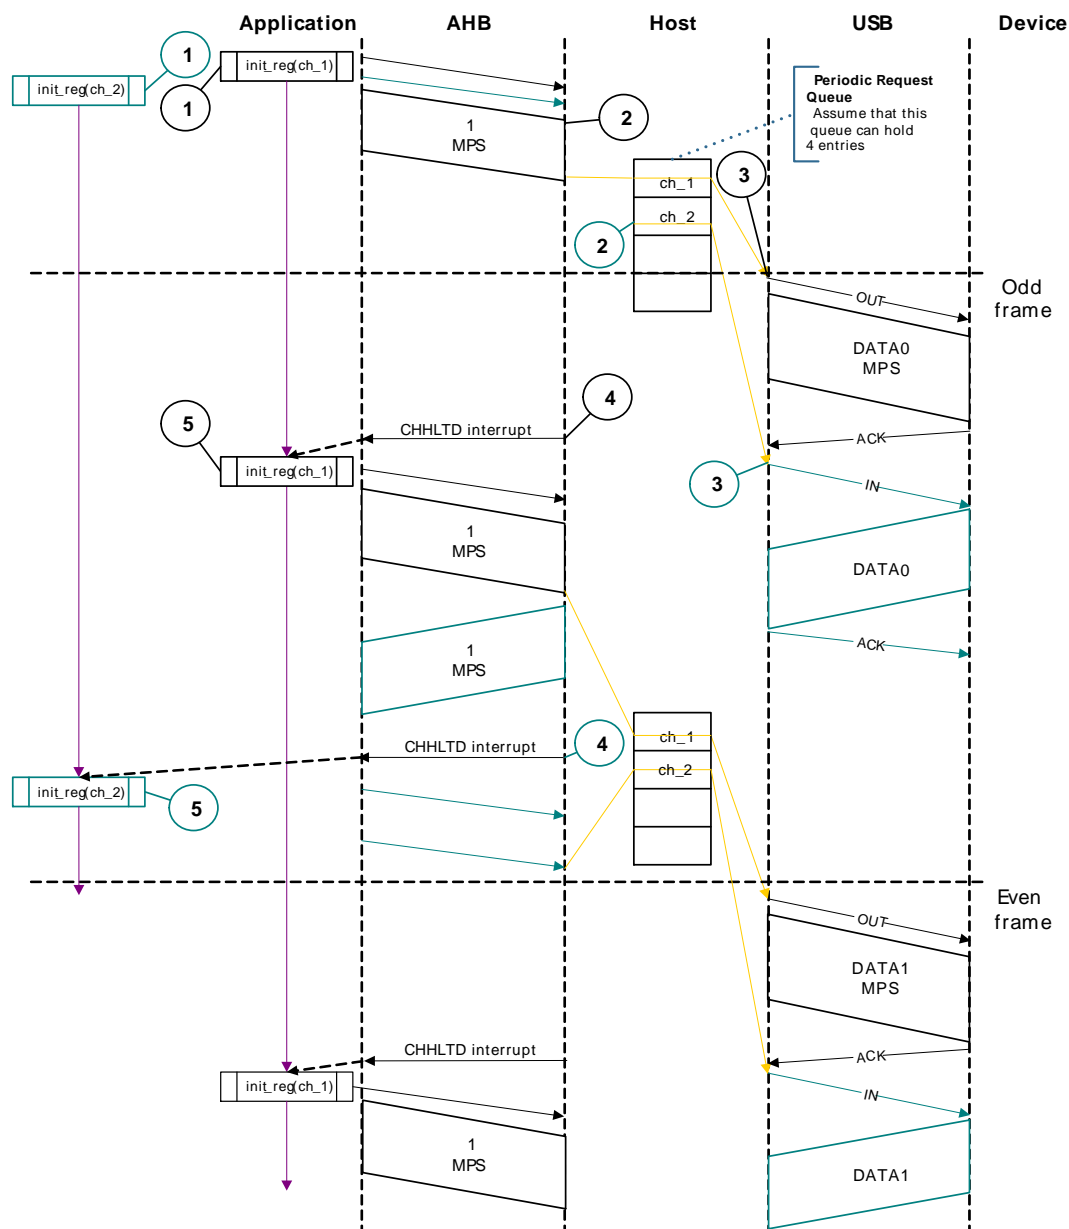 Application AHB Host USB Device
1
init_reg(ch_1)
init_reg(ch_2)
1
Periodic Request
Queue
Assume that this
queue can hold
4 entries
2
1
MPS
3
ch_1
ch_2
2
Odd
frame
OUT
DATA0
MPS
4
5
CHHLTD interrupt
ACK
init_reg(ch_1)
3
IN
1
MPS
DATA0
1
MPS
ACK
ch_1
4
CHHLTD interrupt
ch_2
init_reg(ch_2)
5
Even
frame
OUT
DATA1
MPS
CHHLTD interrupt
ACK
init_reg(ch_1)
IN
1
MPS
DATA1